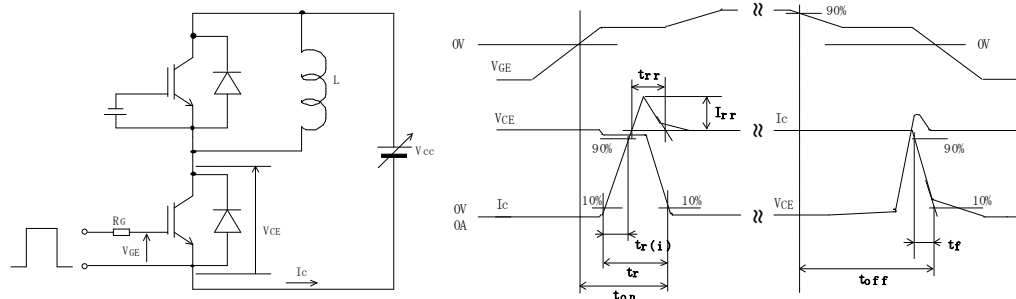 L
Vcc
RG
VGE
VCE
Ic
0V
VGE
trr
Irr
VCE
90%
Ic
0V
0A
10%
10%
tr(i)
tr
ton
90%
0V
Ic
90%
VCE
10%
tf
toff